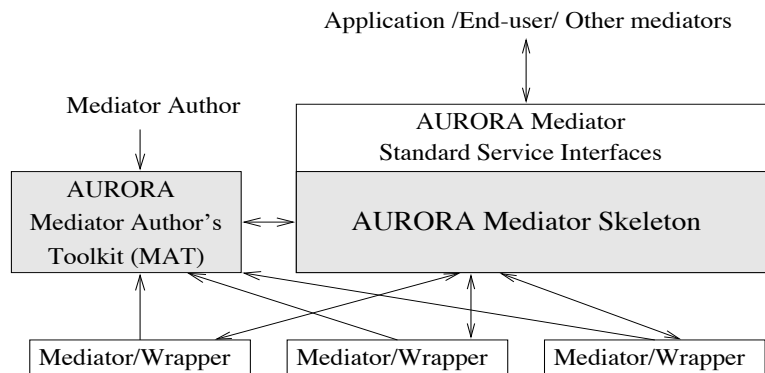 Application /End-user/ Other mediators
Mediator Author
AURORA Mediator
Standard Service Interfaces
AURORA
Mediator Author's
Toolkit (MAT)
AURORA Mediator Skeleton
Mediator/Wrapper
Mediator/Wrapper
Mediator/Wrapper